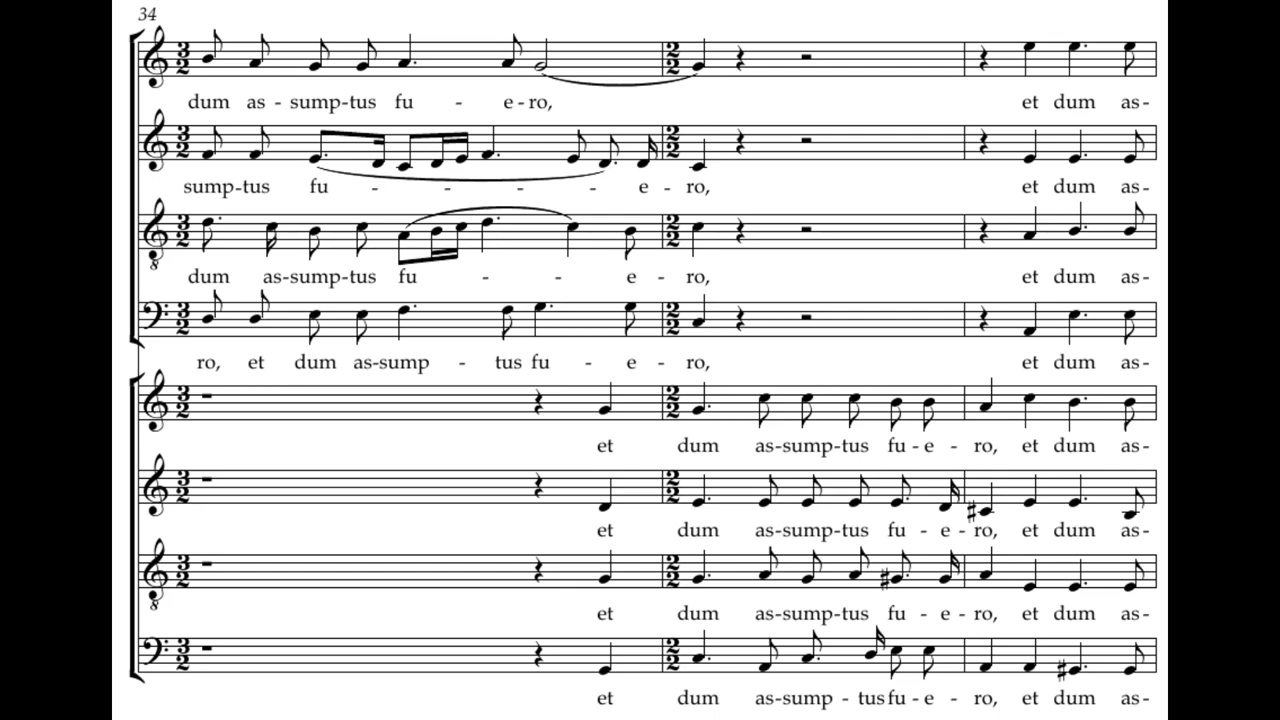 34
dum as - sump-tus fu - e - ro, et dum as-
sump-tus fu - - - - e - ro, et dum as-
dum as-sump-tus fu - - e - ro, et dum as-
ro, et dum as-sump - tus fu - e - ro, et dum as-
et dum as-sump-tus fu - e - ro, et dum as-
et dum as-sump-tus fu - e - ro, et dum as-
et dum as-sump-tus fu - e - ro, et dum as-
et dum as-sump - tus fu - e - ro, et dum as-